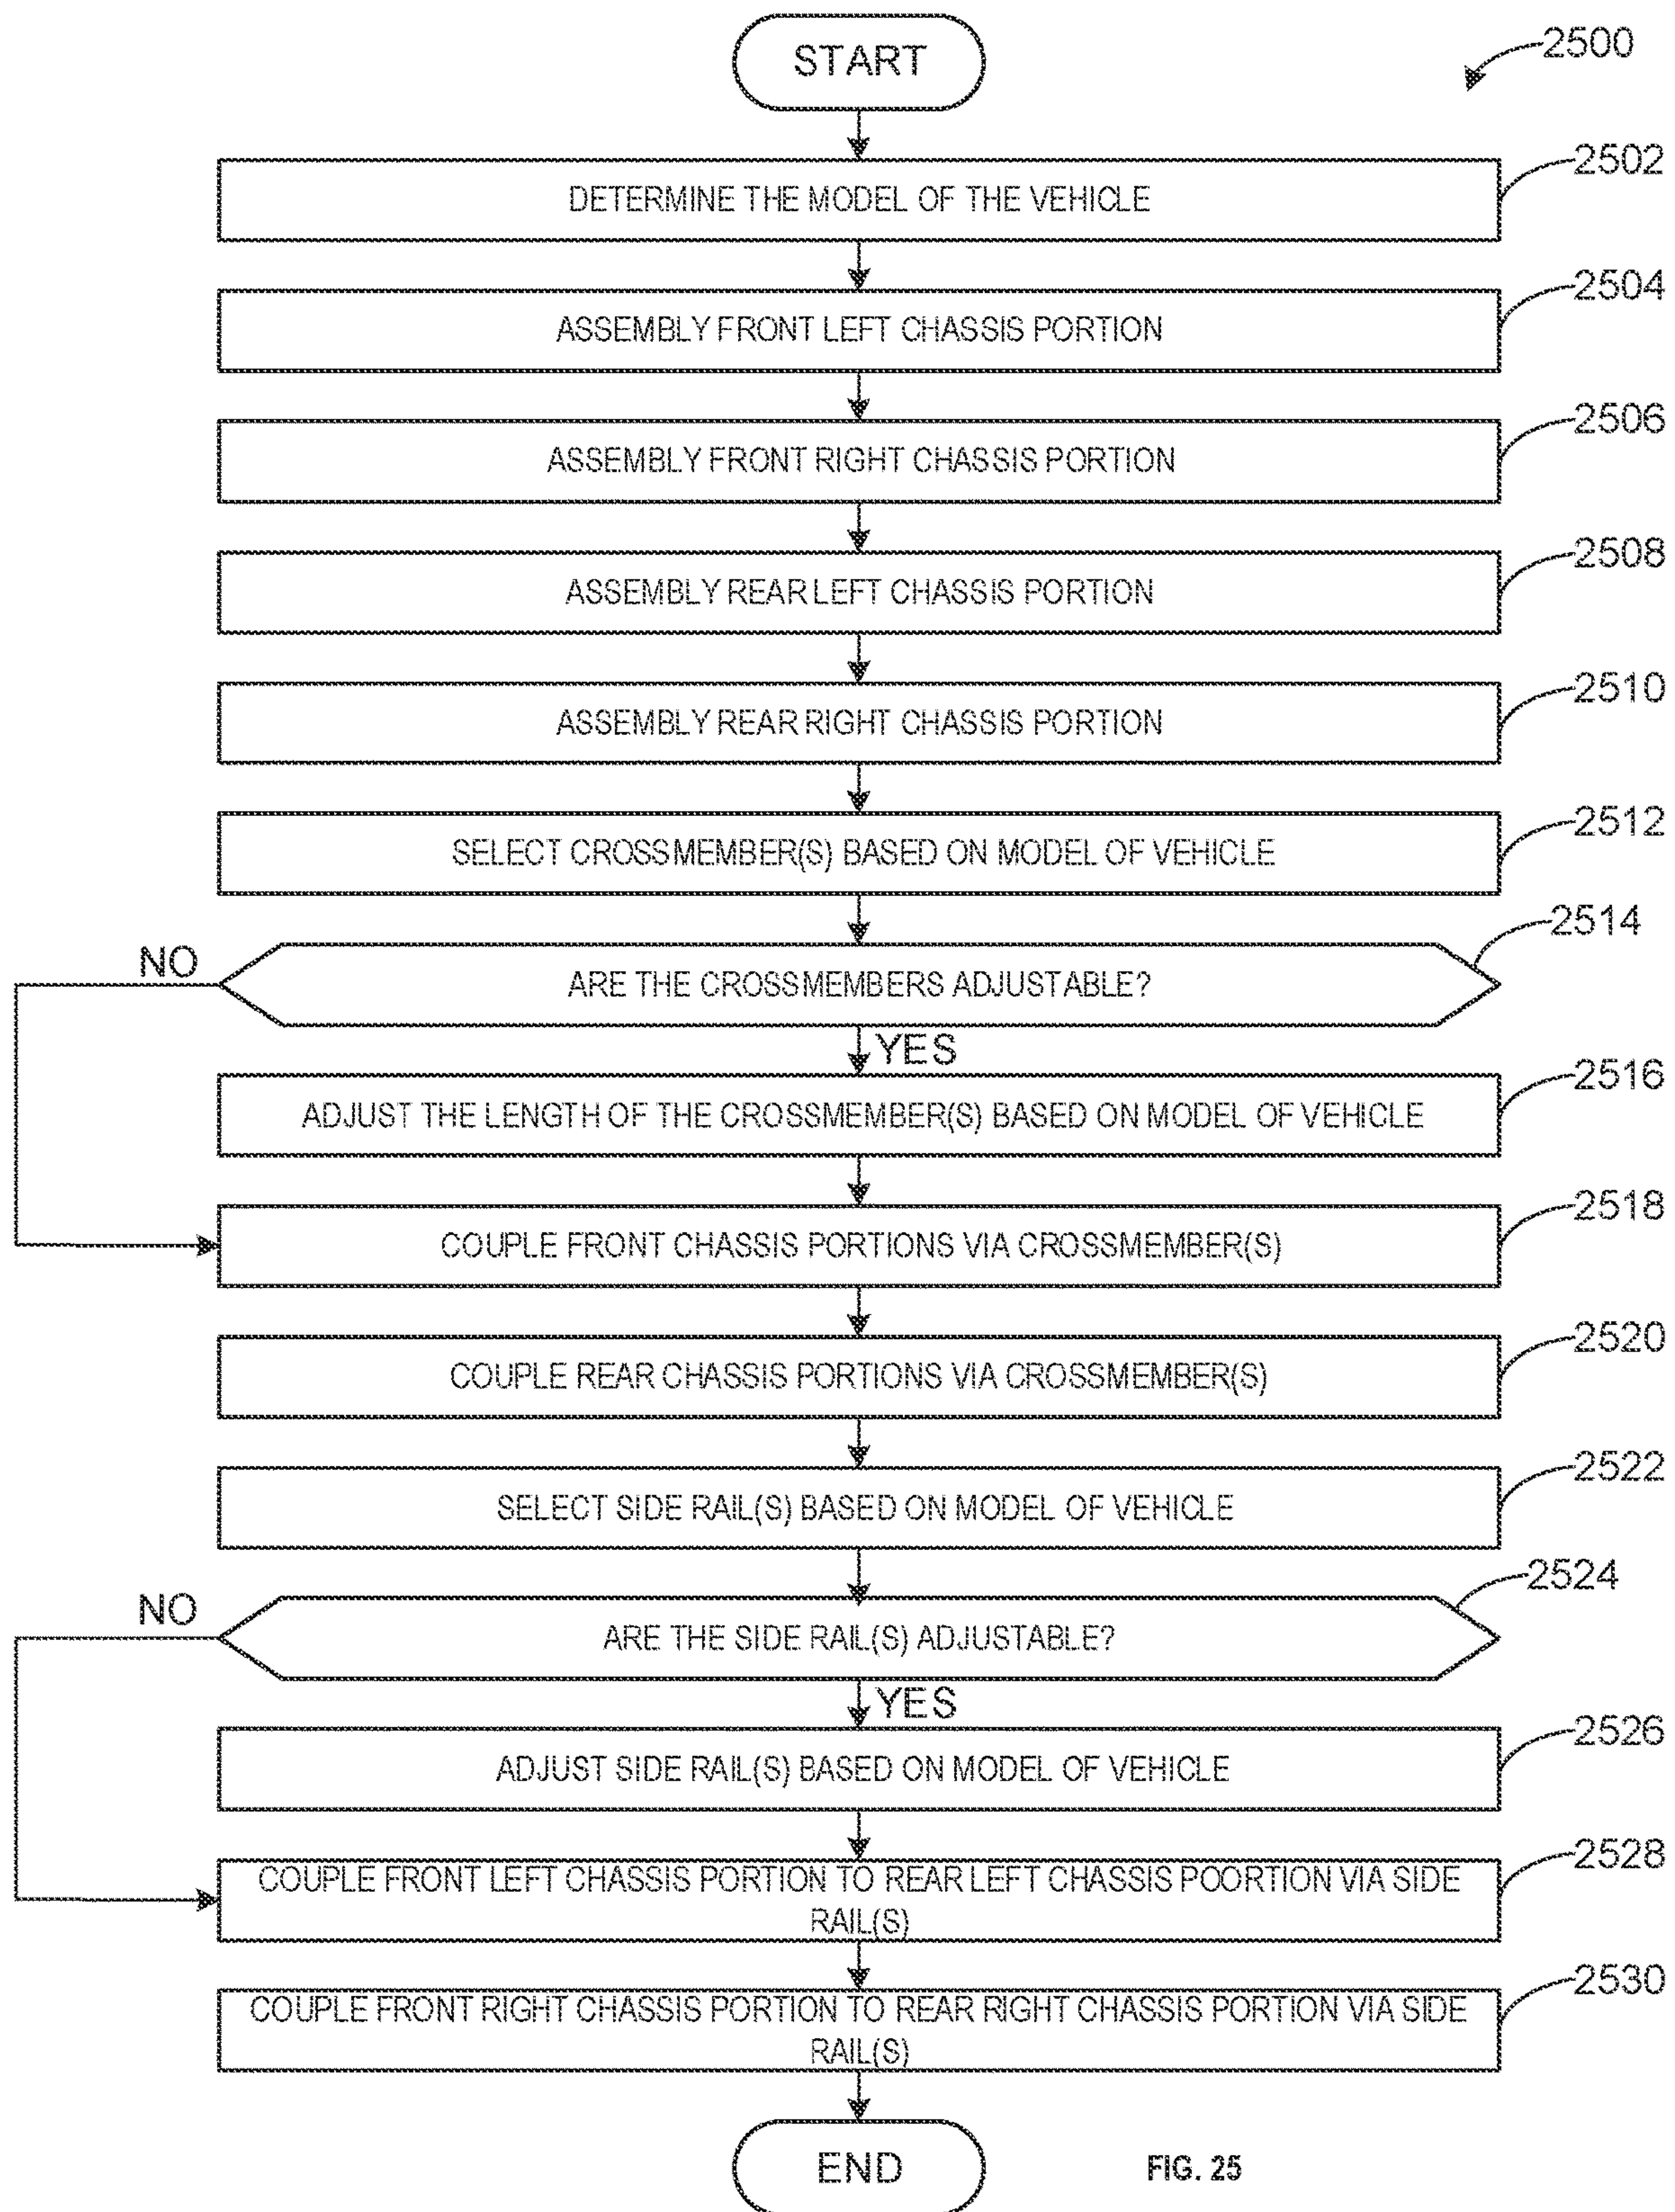 START
2500
DETERMINE THE MODEL OF THE VEHICLE
2502
ASSEMBLY FRONT LEFT CHASSIS PORTION
2504
ASSEMBLY FRONT RIGHT CHASSIS PORTION
2506
ASSEMBLY REAR LEFT CHASSIS PORTION
2508
ASSEMBLY REAR RIGHT CHASSIS PORTION
2510
SELECT CROSSMEMBER(S) BASED ON MODEL OF VEHICLE
2512
NO
ARE THE CROSSMEMBERS ADJUSTABLE?
2514
YES
ADJUST THE LENGTH OF THE CROSSMEMBER(S) BASED ON MODEL OF VEHICLE
2516
COUPLE FRONT CHASSIS PORTIONS VIA CROSSMEMBER(S)
2518
COUPLE REAR CHASSIS PORTIONS VIA CROSSMEMBER(S)
2520
SELECT SIDE RAIL(S) BASED ON MODEL OF VEHICLE
2522
NO
ARE THE SIDE RAIL(S) ADJUSTABLE?
2524
YES
ADJUST SIDE RAIL(S) BASED ON MODEL OF VEHICLE
2526
COUPLE FRONT LEFT CHASSIS PORTION TO REAR LEFT CHASSIS POORTION VIA SIDE
RAIL(S)
2528
COUPLE FRONT RIGHT CHASSIS PORTION TO REAR RIGHT CHASSIS PORTION VIA SIDE
RAIL(S)
2530
END
FIG. 25